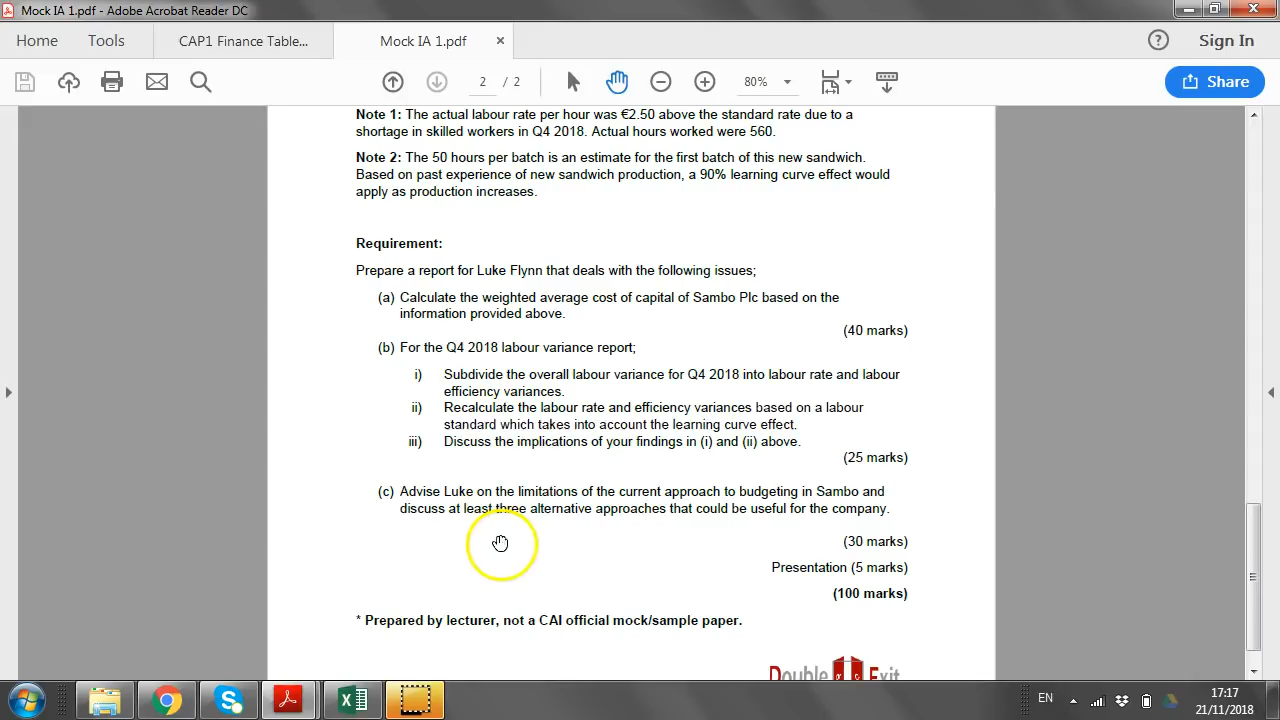 Mock IA 1.pdf - Adobe Acrobat Reader DC
Home Tools CAP1 Finance Table... Mock IA 1.pdf × Sign In
2 / 2 80% Share
Note 1: The actual labour rate per hour was €2.50 above the standard rate due to a
shortage in skilled workers in Q4 2018. Actual hours worked were 560.
Note 2: The 50 hours per batch is an estimate for the first batch of this new sandwich.
Based on past experience of new sandwich production, a 90% learning curve effect would
apply as production increases.
Requirement:
Prepare a report for Luke Flynn that deals with the following issues;
(a) Calculate the weighted average cost of capital of Sambo Plc based on the
information provided above.
(40 marks)
(b) For the Q4 2018 labour variance report;
i) Subdivide the overall labour variance for Q4 2018 into labour rate and labour
efficiency variances.
ii) Recalculate the labour rate and efficiency variances based on a labour
standard which takes into account the learning curve effect.
iii) Discuss the implications of your findings in (i) and (ii) above.
(25 marks)
(c) Advise Luke on the limitations of the current approach to budgeting in Sambo and
discuss at least three alternative approaches that could be useful for the company.
(30 marks)
Presentation (5 marks)
(100 marks)
* Prepared by lecturer, not a CAI official mock/sample paper.
Double Exit
EN 17:17
21/11/2018